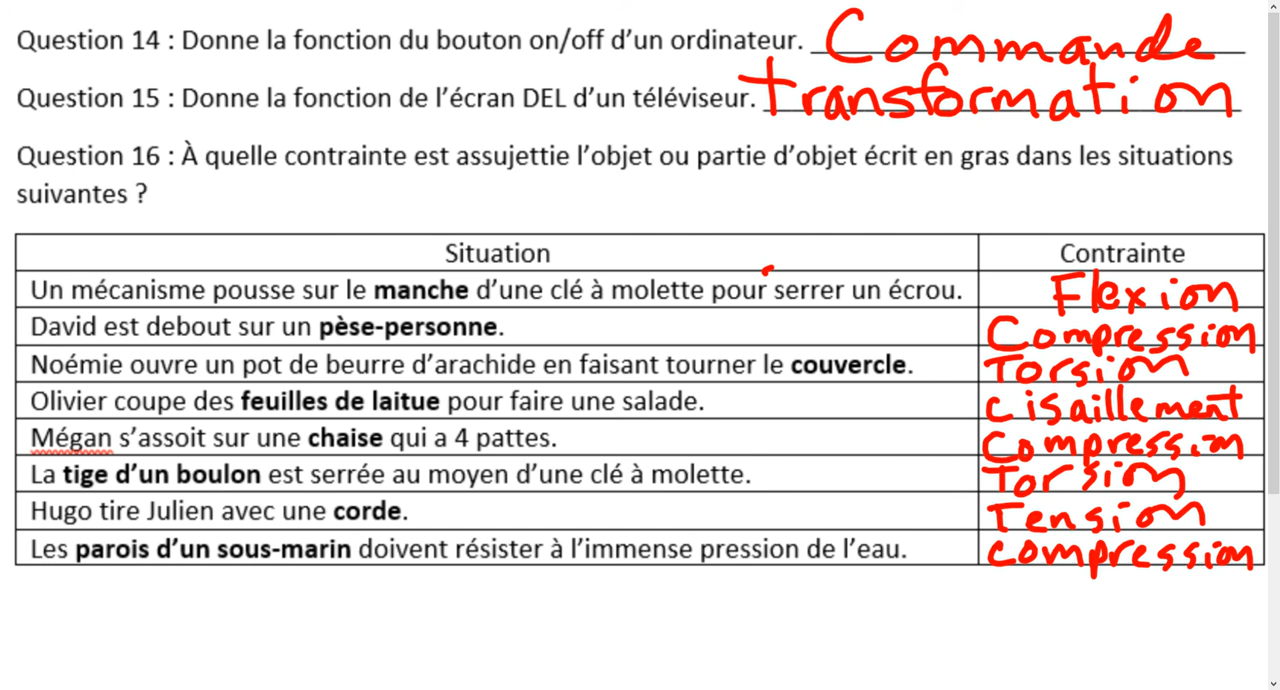 Question 14 : Donne la fonction du bouton on/off d’un ordinateur. Commande
Question 15 : Donne la fonction de l’écran DEL d’un téléviseur. Transformation
Question 16 : À quelle contrainte est assujettie l’objet ou partie d’objet écrit en gras dans les situations
suivantes ?
Situation Contrainte
Un mécanisme pousse sur le manche d’une clé à molette pour serrer un écrou. Flexion
David est debout sur un pèse-personne. Compression
Noémie ouvre un pot de beurre d’arachide en faisant tourner le couvercle. Torsion
Olivier coupe des feuilles de laitue pour faire une salade. Cisaillement
Mégan s’assoit sur une chaise qui a 4 pattes. Compression
La tige d’un boulon est serrée au moyen d’une clé à molette. Torsion
Hugo tire Julien avec une corde. Tension
Les parois d’un sous-marin doivent résister à l’immense pression de l’eau. compression